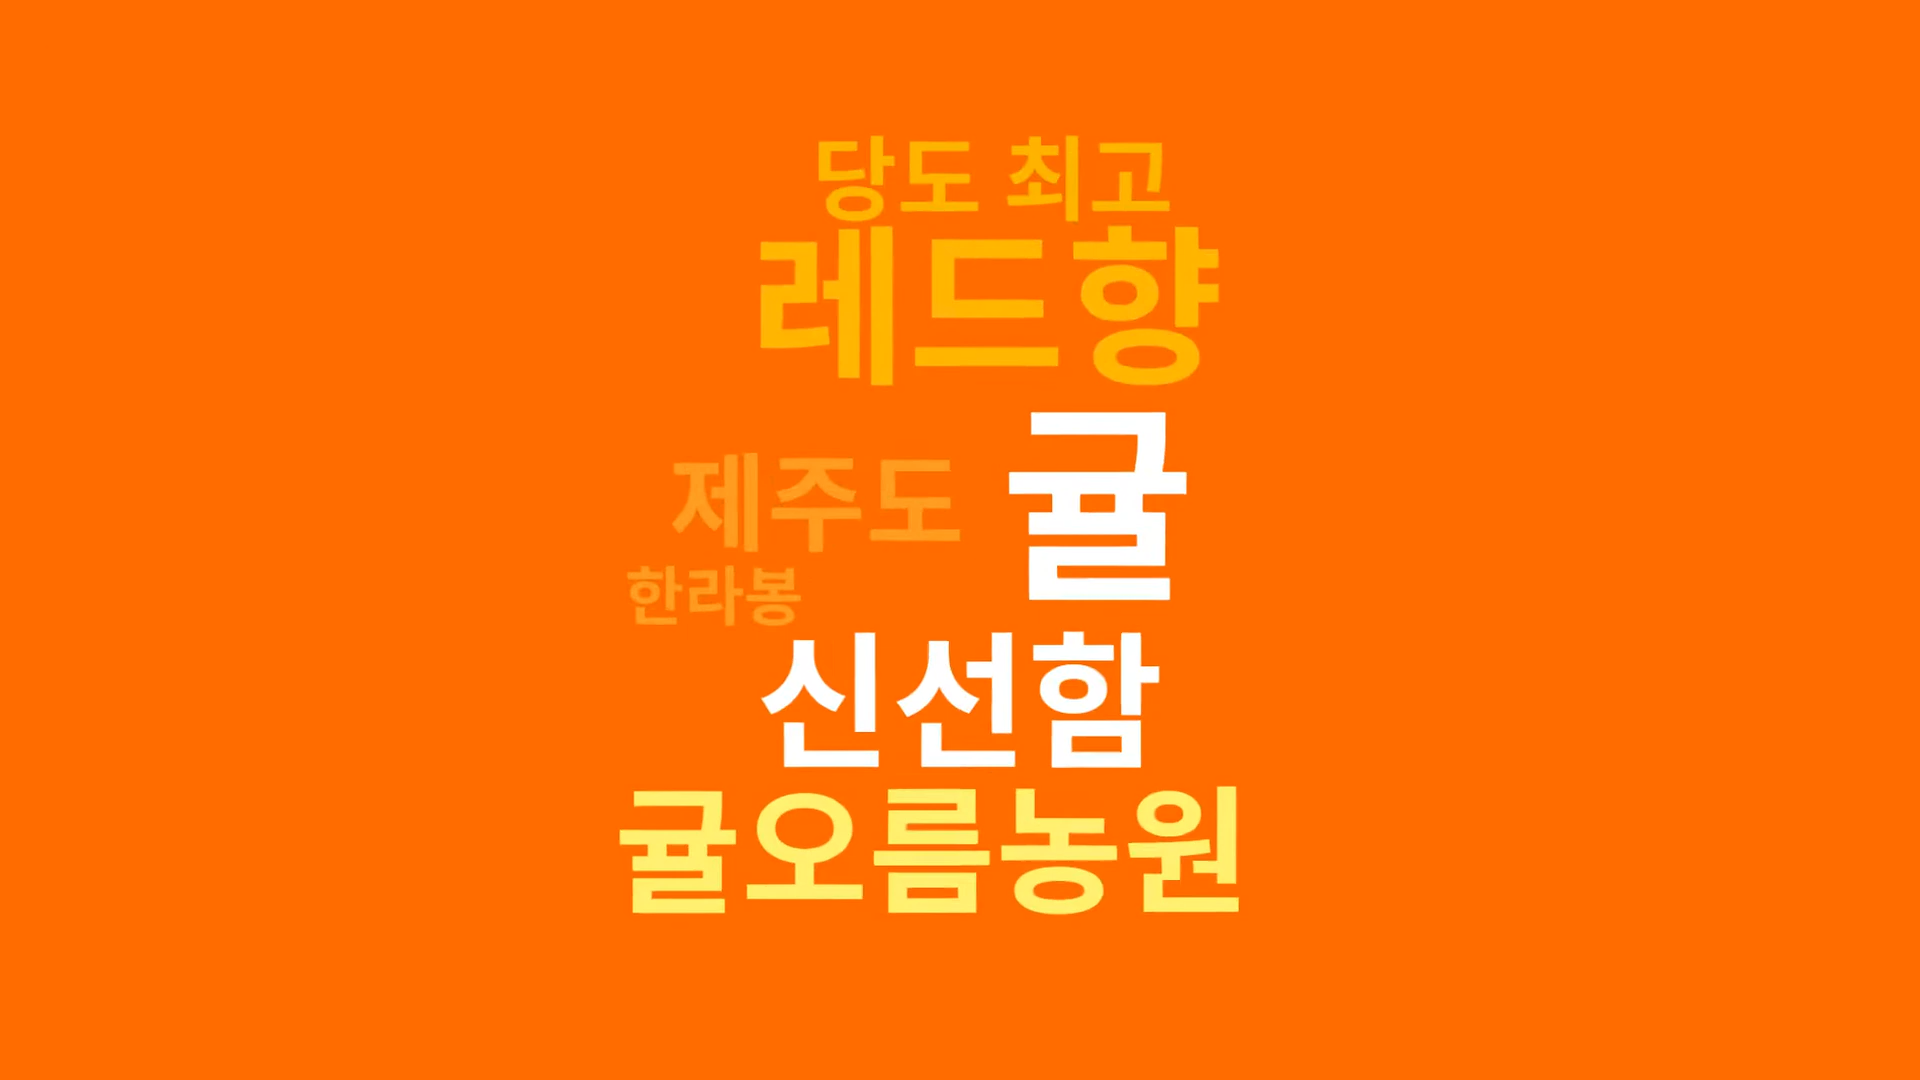 당도 최고
레드향
제주도 귤
한라봉
신선함
귤오름농원